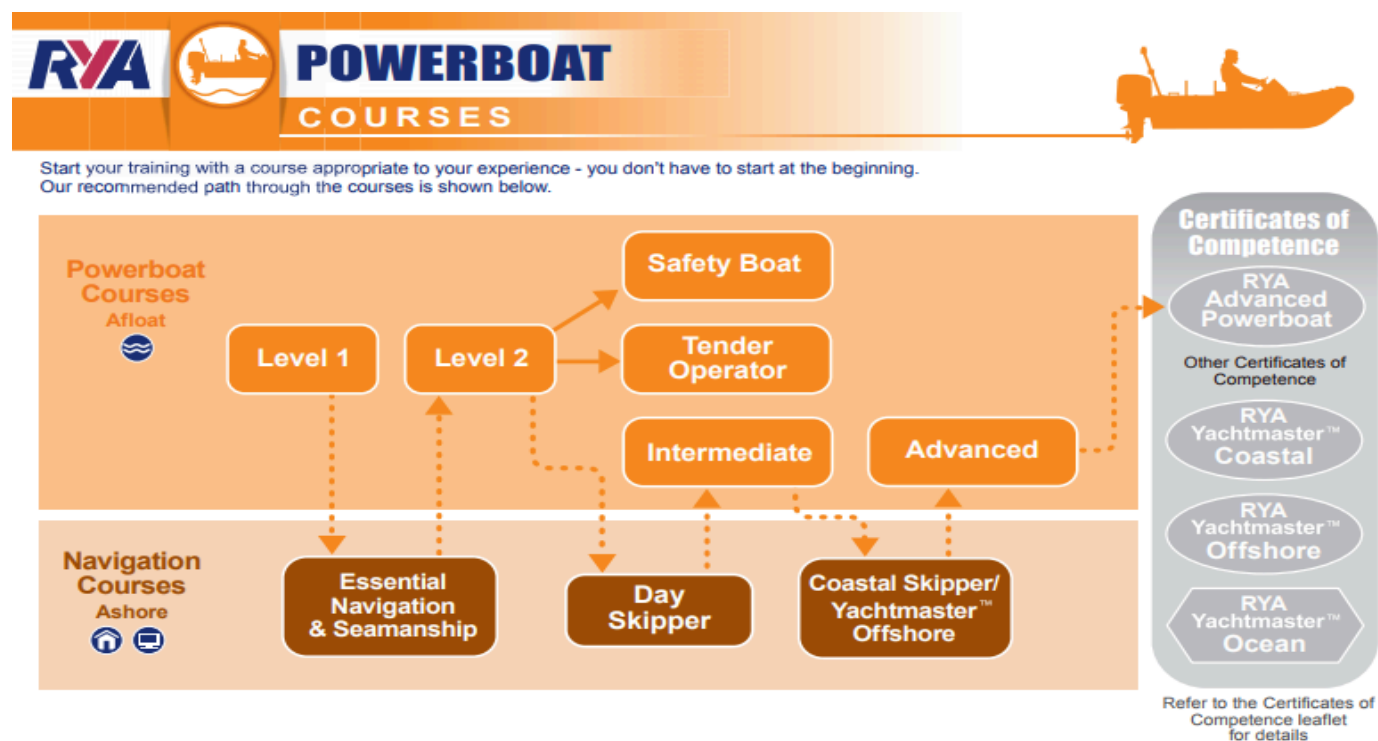 RYA
POWERBOAT
COURSES
Start your training with a course appropriate to your experience - you don't have to start at the beginning.
Our recommended path through the courses is shown below.
Powerboat
Courses
Afloat
Level 1
Level 2
Safety Boat
Tender
Operator
Intermediate
Advanced
Navigation
Courses
Ashore
Essential
Navigation
& Seamanship
Day
Skipper
Coastal Skipper/
Yachtmaster™
Offshore
Certificates of
Competence
RYA
Advanced
Powerboat
Other Certificates of
Competence
RYA
Yachtmaster™
Coastal
RYA
Yachtmaster™
Offshore
RYA
Yachtmaster™
Ocean
Refer to the Certificates of
Competence leaflet
for details